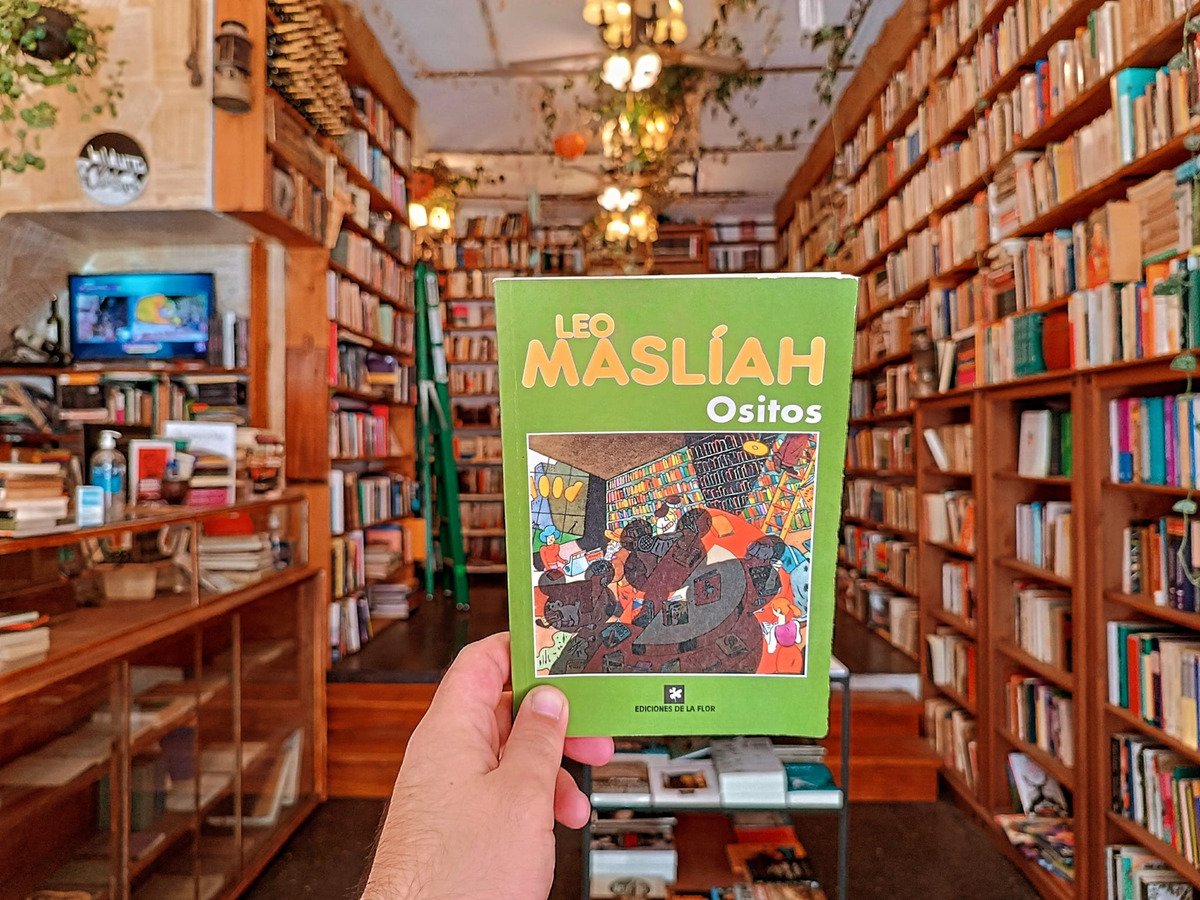 LEO
MASLÍAH
Ositos
EDICIONES DE LA FLOR